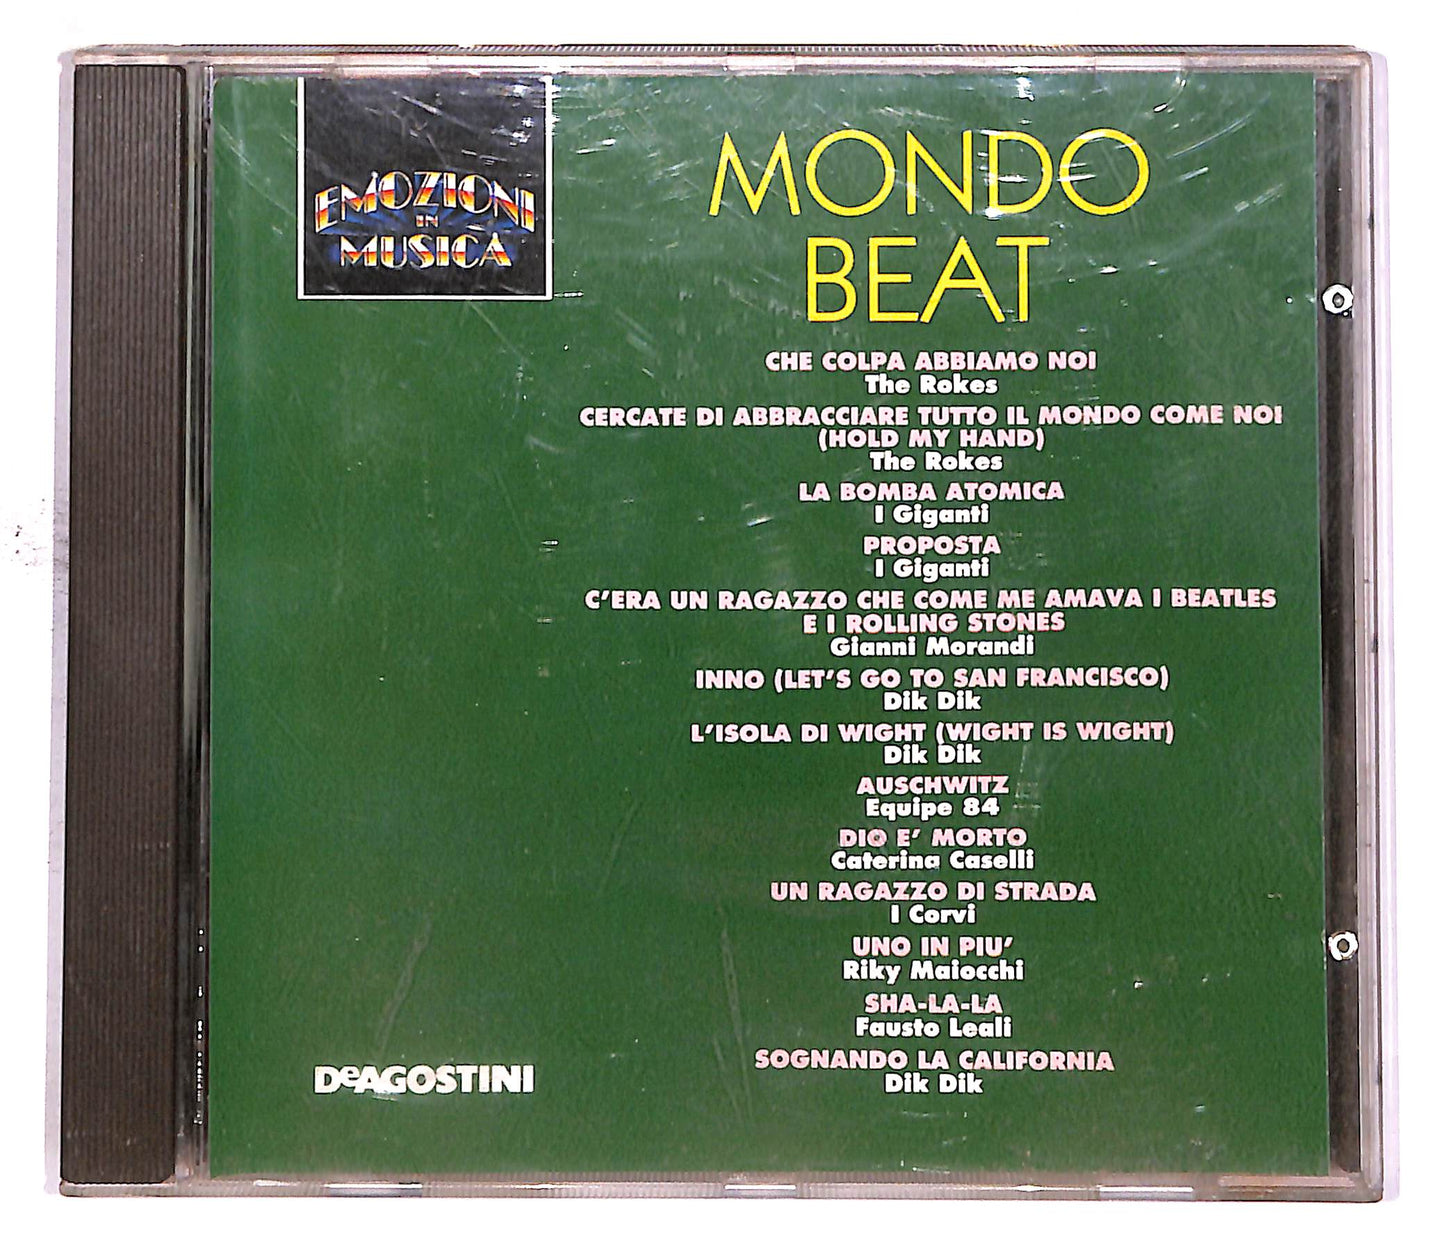 EMOZIONI
IN
MUSICA
MONDO
BEAT
CHE COLPA ABBIAMO NOI
The Rokes
CERCATE DI ABBRACCIARE TUTTO IL MONDO COME NOI
(HOLD MY HAND)
The Rokes
LA BOMBA ATOMICA
I Giganti
PROPOSTA
I Giganti
C'ERA UN RAGAZZO CHE COME ME AMAVA I BEATLES
E I ROLLING STONES
Gianni Morandi
INNO (LET'S GO TO SAN FRANCISCO)
Dik Dik
L'ISOLA DI WIGHT (WIGHT IS WIGHT)
Dik Dik
AUSCHWITZ
Equipe 84
DIO E' MORTO
Caterina Caselli
UN RAGAZZO DI STRADA
I Corvi
UNO IN PIU'
Riky Maiocchi
SHA-LA-LA
Fausto Leali
SOGNANDO LA CALIFORNIA
Dik Dik
DeAGOSTINI